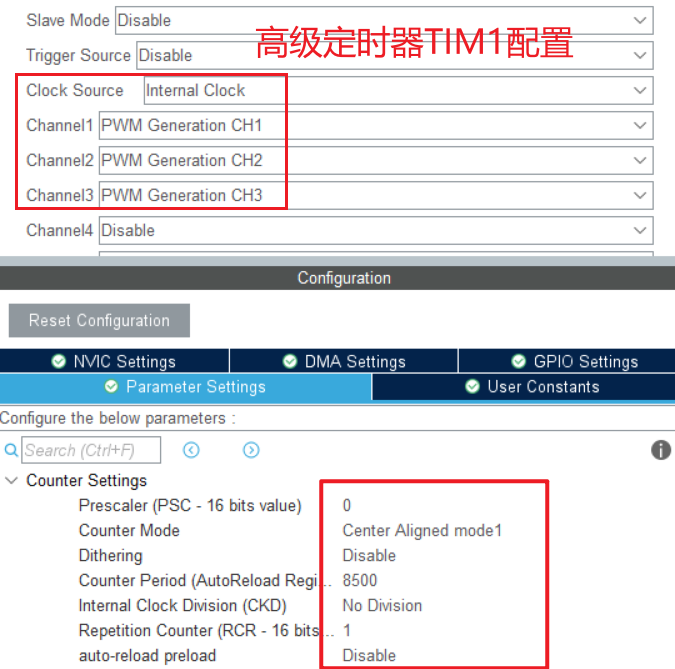 Slave Mode Disable
高级定时器TIM1配置
Trigger Source Disable
Clock Source Internal Clock
Channel1 PWM Generation CH1
Channel2 PWM Generation CH2
Channel3 PWM Generation CH3
Channel4 Disable
Configuration
Reset Configuration
NVIC Settings DMA Settings GPIO Settings
Parameter Settings User Constants
Configure the below parameters :
Search (Ctrl+F)
Counter Settings
Prescaler (PSC - 16 bits value) 0
Counter Mode Center Aligned mode1
Dithering Disable
Counter Period (AutoReload Regi... 8500
Internal Clock Division (CKD) No Division
Repetition Counter (RCR - 16 bits... 1
auto-reload preload Disable